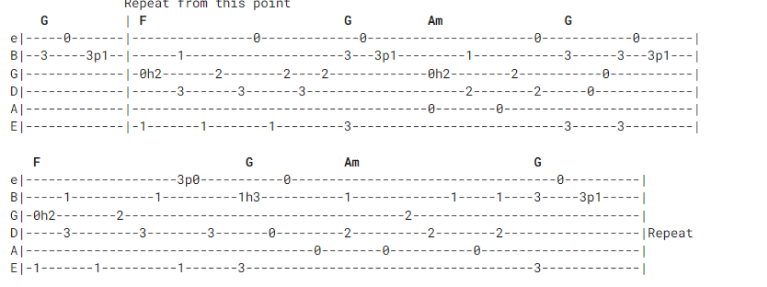 Repeat from this point
G | F G Am G
e|-----0-------|----------------0-------------0----------------------0------------0-------|
B|--3-----3p1--|------1---------------------3---3p1---------1------------3------3---3p1---|
G|-------------|-0h2-------2--------2----2-------------0h2--------2-----------0-----------|
D|-------------|------3-------3-------3---------------------2--------2------0-------------|
A|-------------|---------------------------------------0--------0-------------------------|
E|-------------|-1-------1--------1---------3----------------------------3------3---------|
F G Am G
e|--------------------3p0-----------0-----------------------------------0----------|
B|-----1-----------1----------1h3-----------1-------------1-----1----3-----3p1-----|
G|-0h2--------2-------------------------------------2------------------------------|
D|-----3---------3--------3-------0---------2----------2--------2------------------|Repeat
A|--------------------------------------0--------0-----------0---------------------|
E|-1-------1----------1-------3--------------------------------------3-------------|